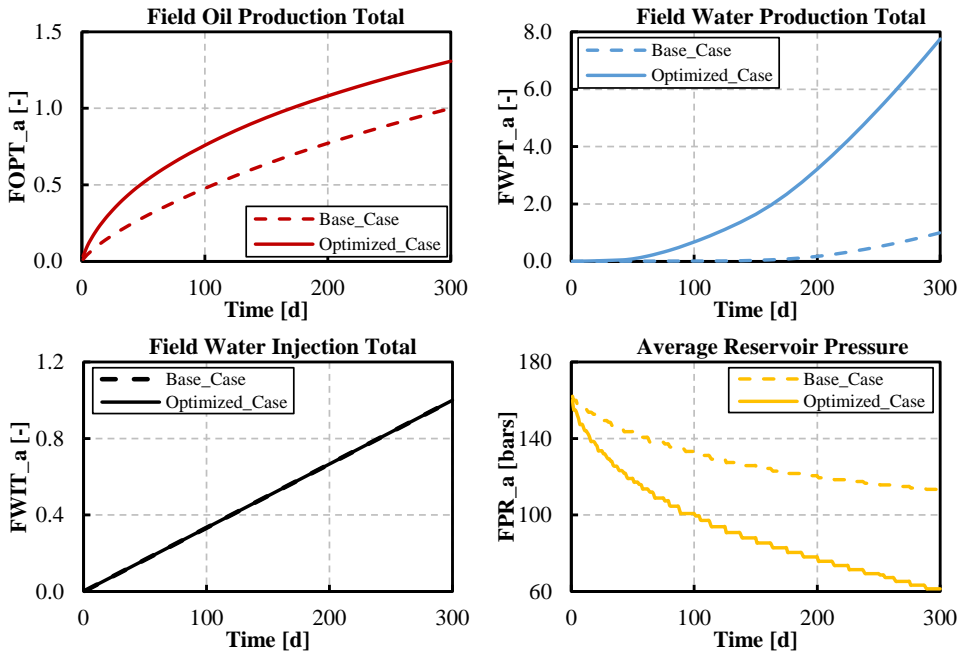 Field Oil Production Total
FOPT_a [-]
1.5
1.0
0.5
0.0
Base_Case
Optimized_Case
0
100
200
300
Time [d]
Field Water Production Total
FWPT_a [-]
8.0
6.0
4.0
2.0
0.0
Base_Case
Optimized_Case
0
100
200
300
Time [d]
Field Water Injection Total
FWIT_a [-]
1.2
0.8
0.4
0.0
Base_Case
Optimized_Case
0
100
200
300
Time [d]
Average Reservoir Pressure
FPR_a [bars]
180
140
100
60
Base_Case
Optimized_Case
0
100
200
300
Time [d]